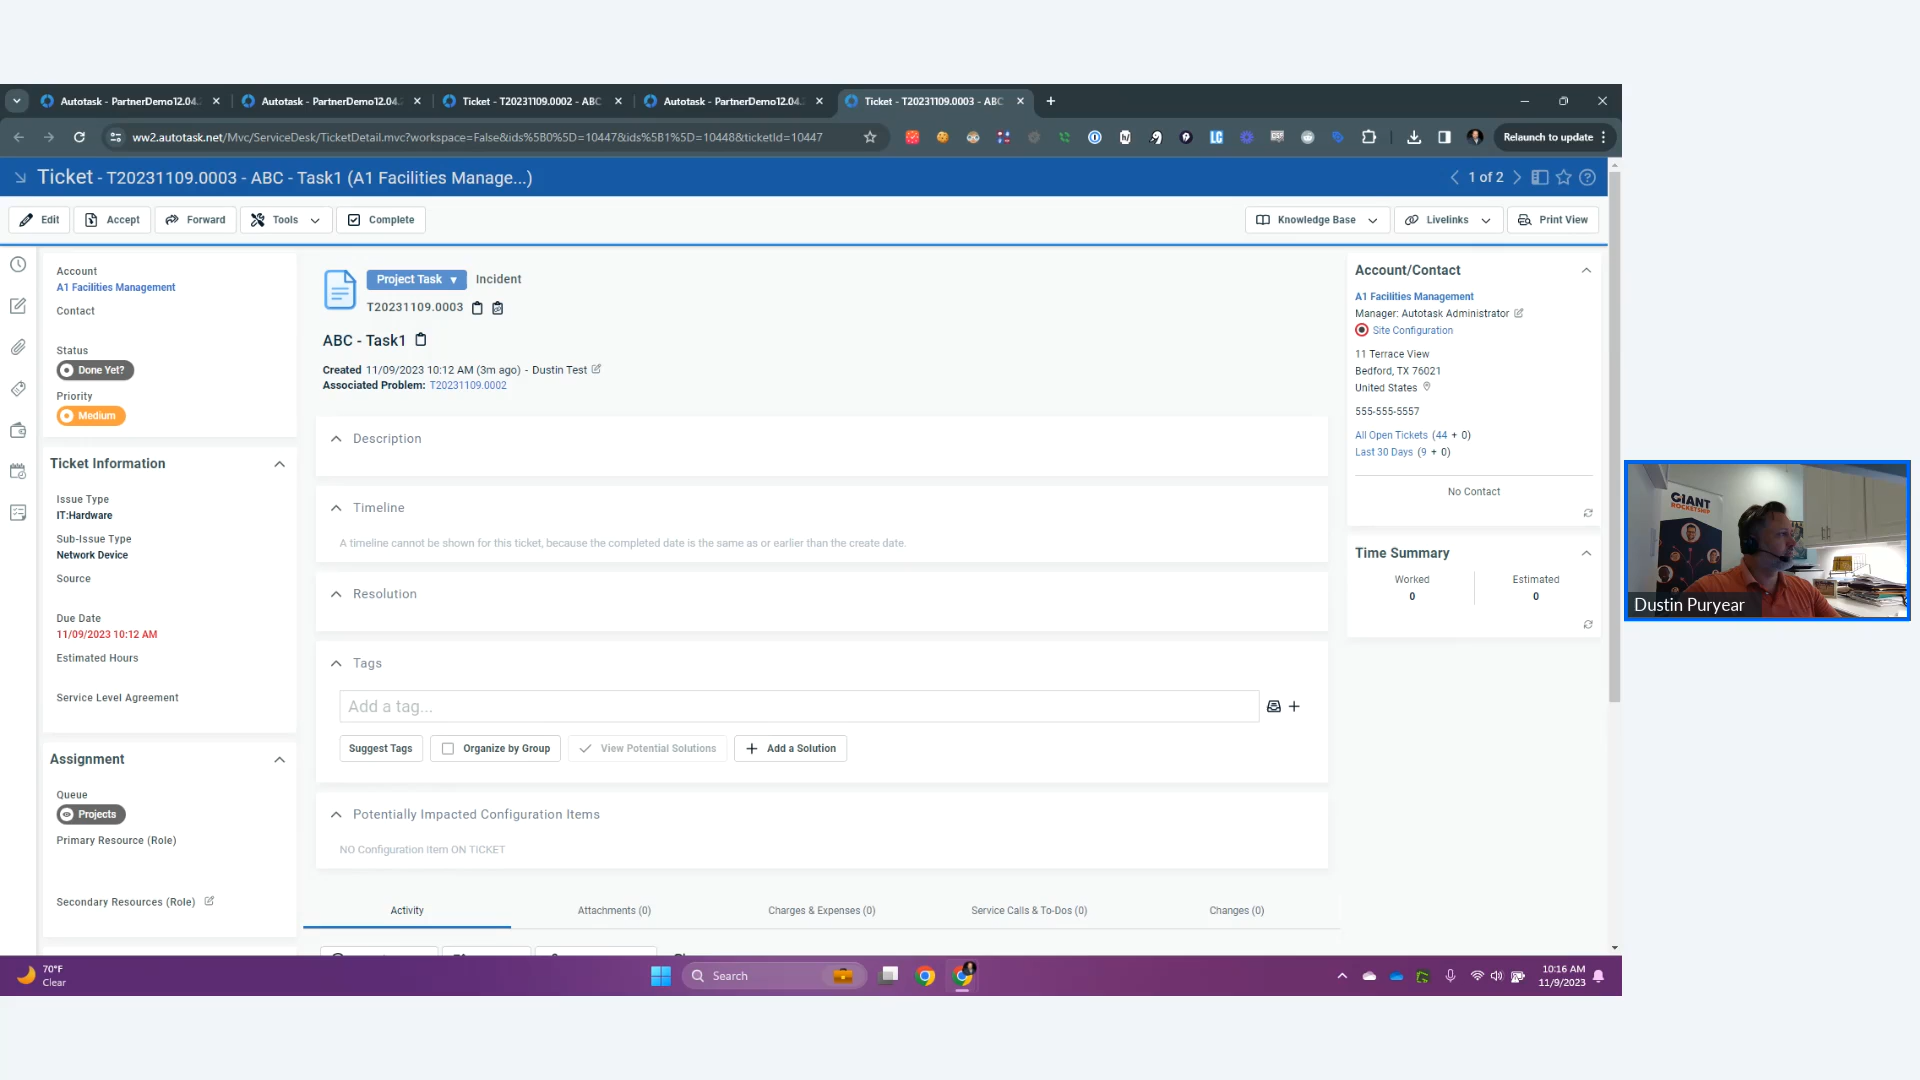 Autotask - PartnerDemo12.04.
Autotask - PartnerDemo12.04.
Ticket - T20231109.0002 - ABC
Autotask - PartnerDemo12.04.
Ticket - T20231109.0003 - ABC
ww2.autotask.net/Mvc/ServiceDesk/TicketDetail.mvc?workspace=False&ids%5B0%5D=10447&ids%5B1%5D=10448&ticketId=10447
LC
Relaunch to update
Ticket - T20231109.0003 - ABC - Task1 (A1 Facilities Manage...)
1 of 2
Edit
Accept
Forward
Tools
Complete
Knowledge Base
Livelinks
Print View
Account
A1 Facilities Management
Contact
Status
Done Yet?
Priority
Medium
Ticket Information
Issue Type
IT:Hardware
Sub-Issue Type
Network Device
Source
Due Date
11/09/2023 10:12 AM
Estimated Hours
Service Level Agreement
Assignment
Queue
Projects
Primary Resource (Role)
Secondary Resources (Role)
Project Task
Incident
T20231109.0003
ABC - Task1
Created 11/09/2023 10:12 AM (3m ago) - Dustin Test
Associated Problem: T20231109.0002
Description
Timeline
A timeline cannot be shown for this ticket, because the completed date is the same as or earlier than the create date.
Resolution
Tags
Add a tag...
Suggest Tags
Organize by Group
View Potential Solutions
Add a Solution
Potentially Impacted Configuration Items
NO Configuration Item ON TICKET
Activity
Attachments (0)
Charges & Expenses (0)
Service Calls & To-Dos (0)
Changes (0)
Account/Contact
A1 Facilities Management
Manager: Autotask Administrator
Site Configuration
11 Terrace View
Bedford, TX 76021
United States
555-555-5557
All Open Tickets (44 + 0)
Last 30 Days (9 + 0)
No Contact
Time Summary
Worked
0
Estimated
0
GIANT
ROCKETSHIP
Dustin Puryear
70°F
Clear
Search
10:16 AM
11/9/2023